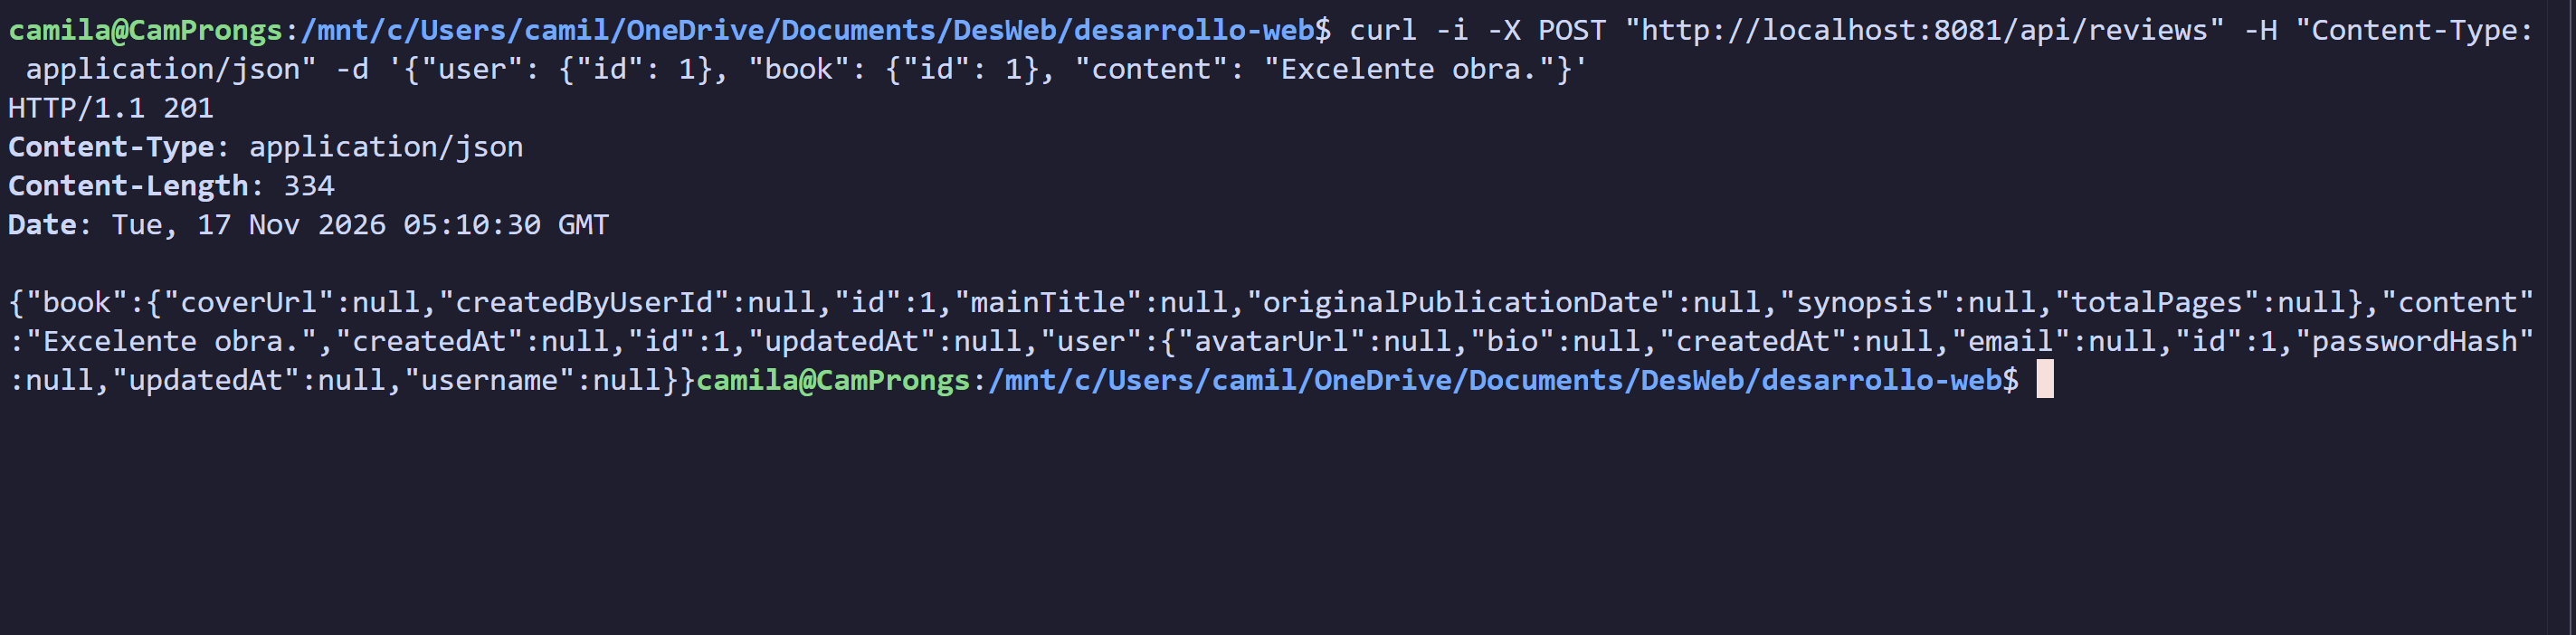 camila@CamProngs:/mnt/c/Users/camil/OneDrive/Documents/DesWeb/desarrollo-web$ curl -i -X POST "http://localhost:8081/api/reviews" -H "Content-Type:
 application/json" -d '{"user": {"id": 1}, "book": {"id": 1}, "content": "Excelente obra."}'
HTTP/1.1 201
Content-Type: application/json
Content-Length: 334
Date: Tue, 17 Nov 2026 05:10:30 GMT

{"book":{"coverUrl":null,"createdByUserId":null,"id":1,"mainTitle":null,"originalPublicationDate":null,"synopsis":null,"totalPages":null},"content"
:"Excelente obra.","createdAt":null,"id":1,"updatedAt":null,"user":{"avatarUrl":null,"bio":null,"createdAt":null,"email":null,"id":1,"passwordHash"
:null,"updatedAt":null,"username":null}}camila@CamProngs:/mnt/c/Users/camil/OneDrive/Documents/DesWeb/desarrollo-web$